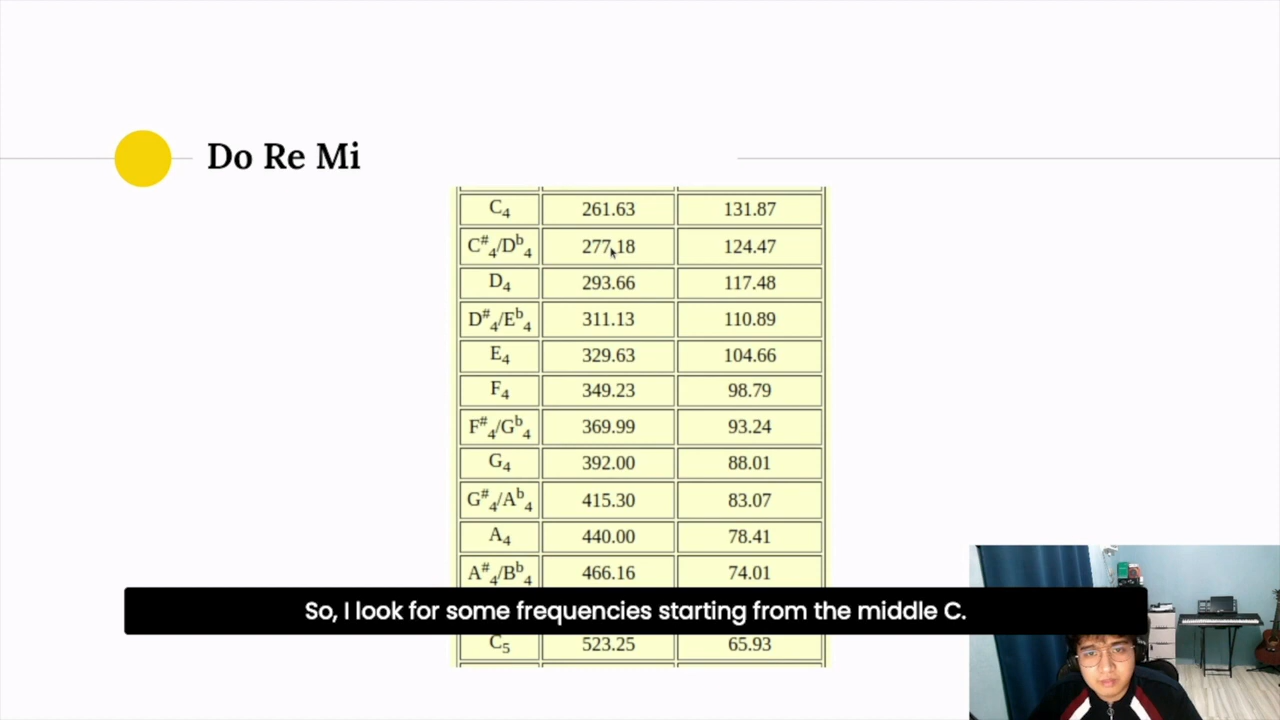 Do Re Mi
C4 261.63 131.87
C#4/Db4 277.18 124.47
D4 293.66 117.48
D#4/Eb4 311.13 110.89
E4 329.63 104.66
F4 349.23 98.79
F#4/Gb4 369.99 93.24
G4 392.00 88.01
G#4/Ab4 415.30 83.07
A4 440.00 78.41
A#4/Bb4 466.16 74.01
So, I look for some frequencies starting from the middle C.
C5 523.25 65.93